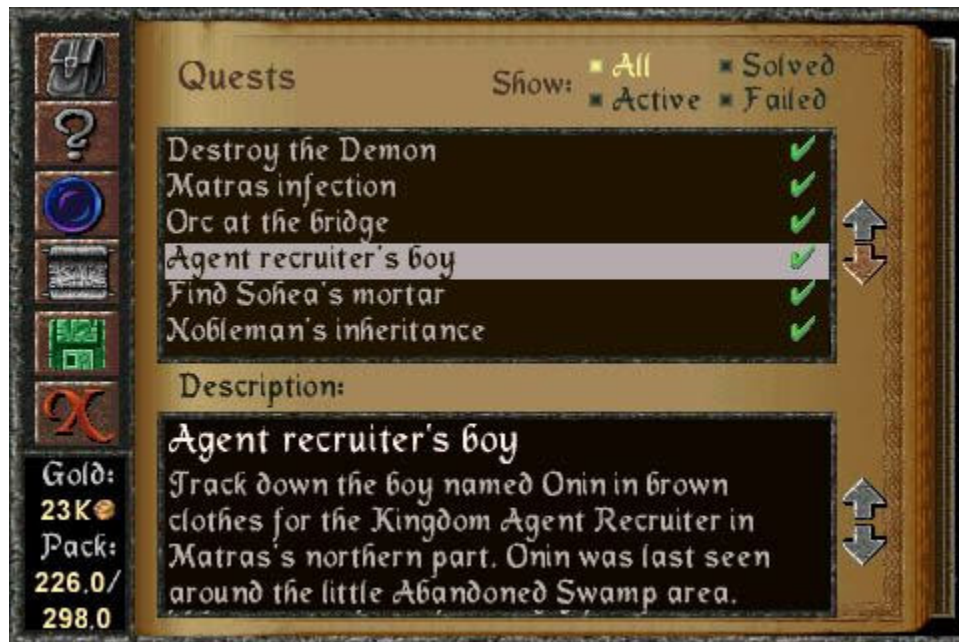 Quests
Show:
All
Solved
Active
Failed
Destroy the Demon
Matras infection
Orc at the bridge
Agent recruiter's boy
Find Sohea's mortar
Nobleman's inheritance
Description:
Agent recruiter's boy
Track down the boy named Onin in brown
clothes for the Kingdom Agent Recruiter in
Matras's northern part. Onin was last seen
around the little Abandoned Swamp area.
Gold:
23K
Pack:
226.0/
298.0